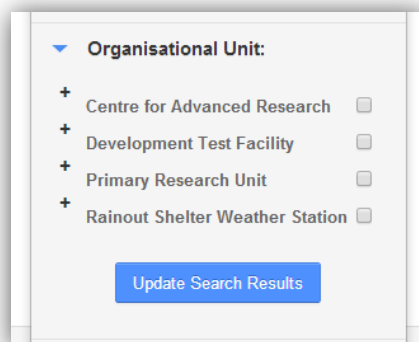 Organisational Unit:
+
Centre for Advanced Research
+
Development Test Facility
+
Primary Research Unit
+
Rainout Shelter Weather Station
Update Search Results